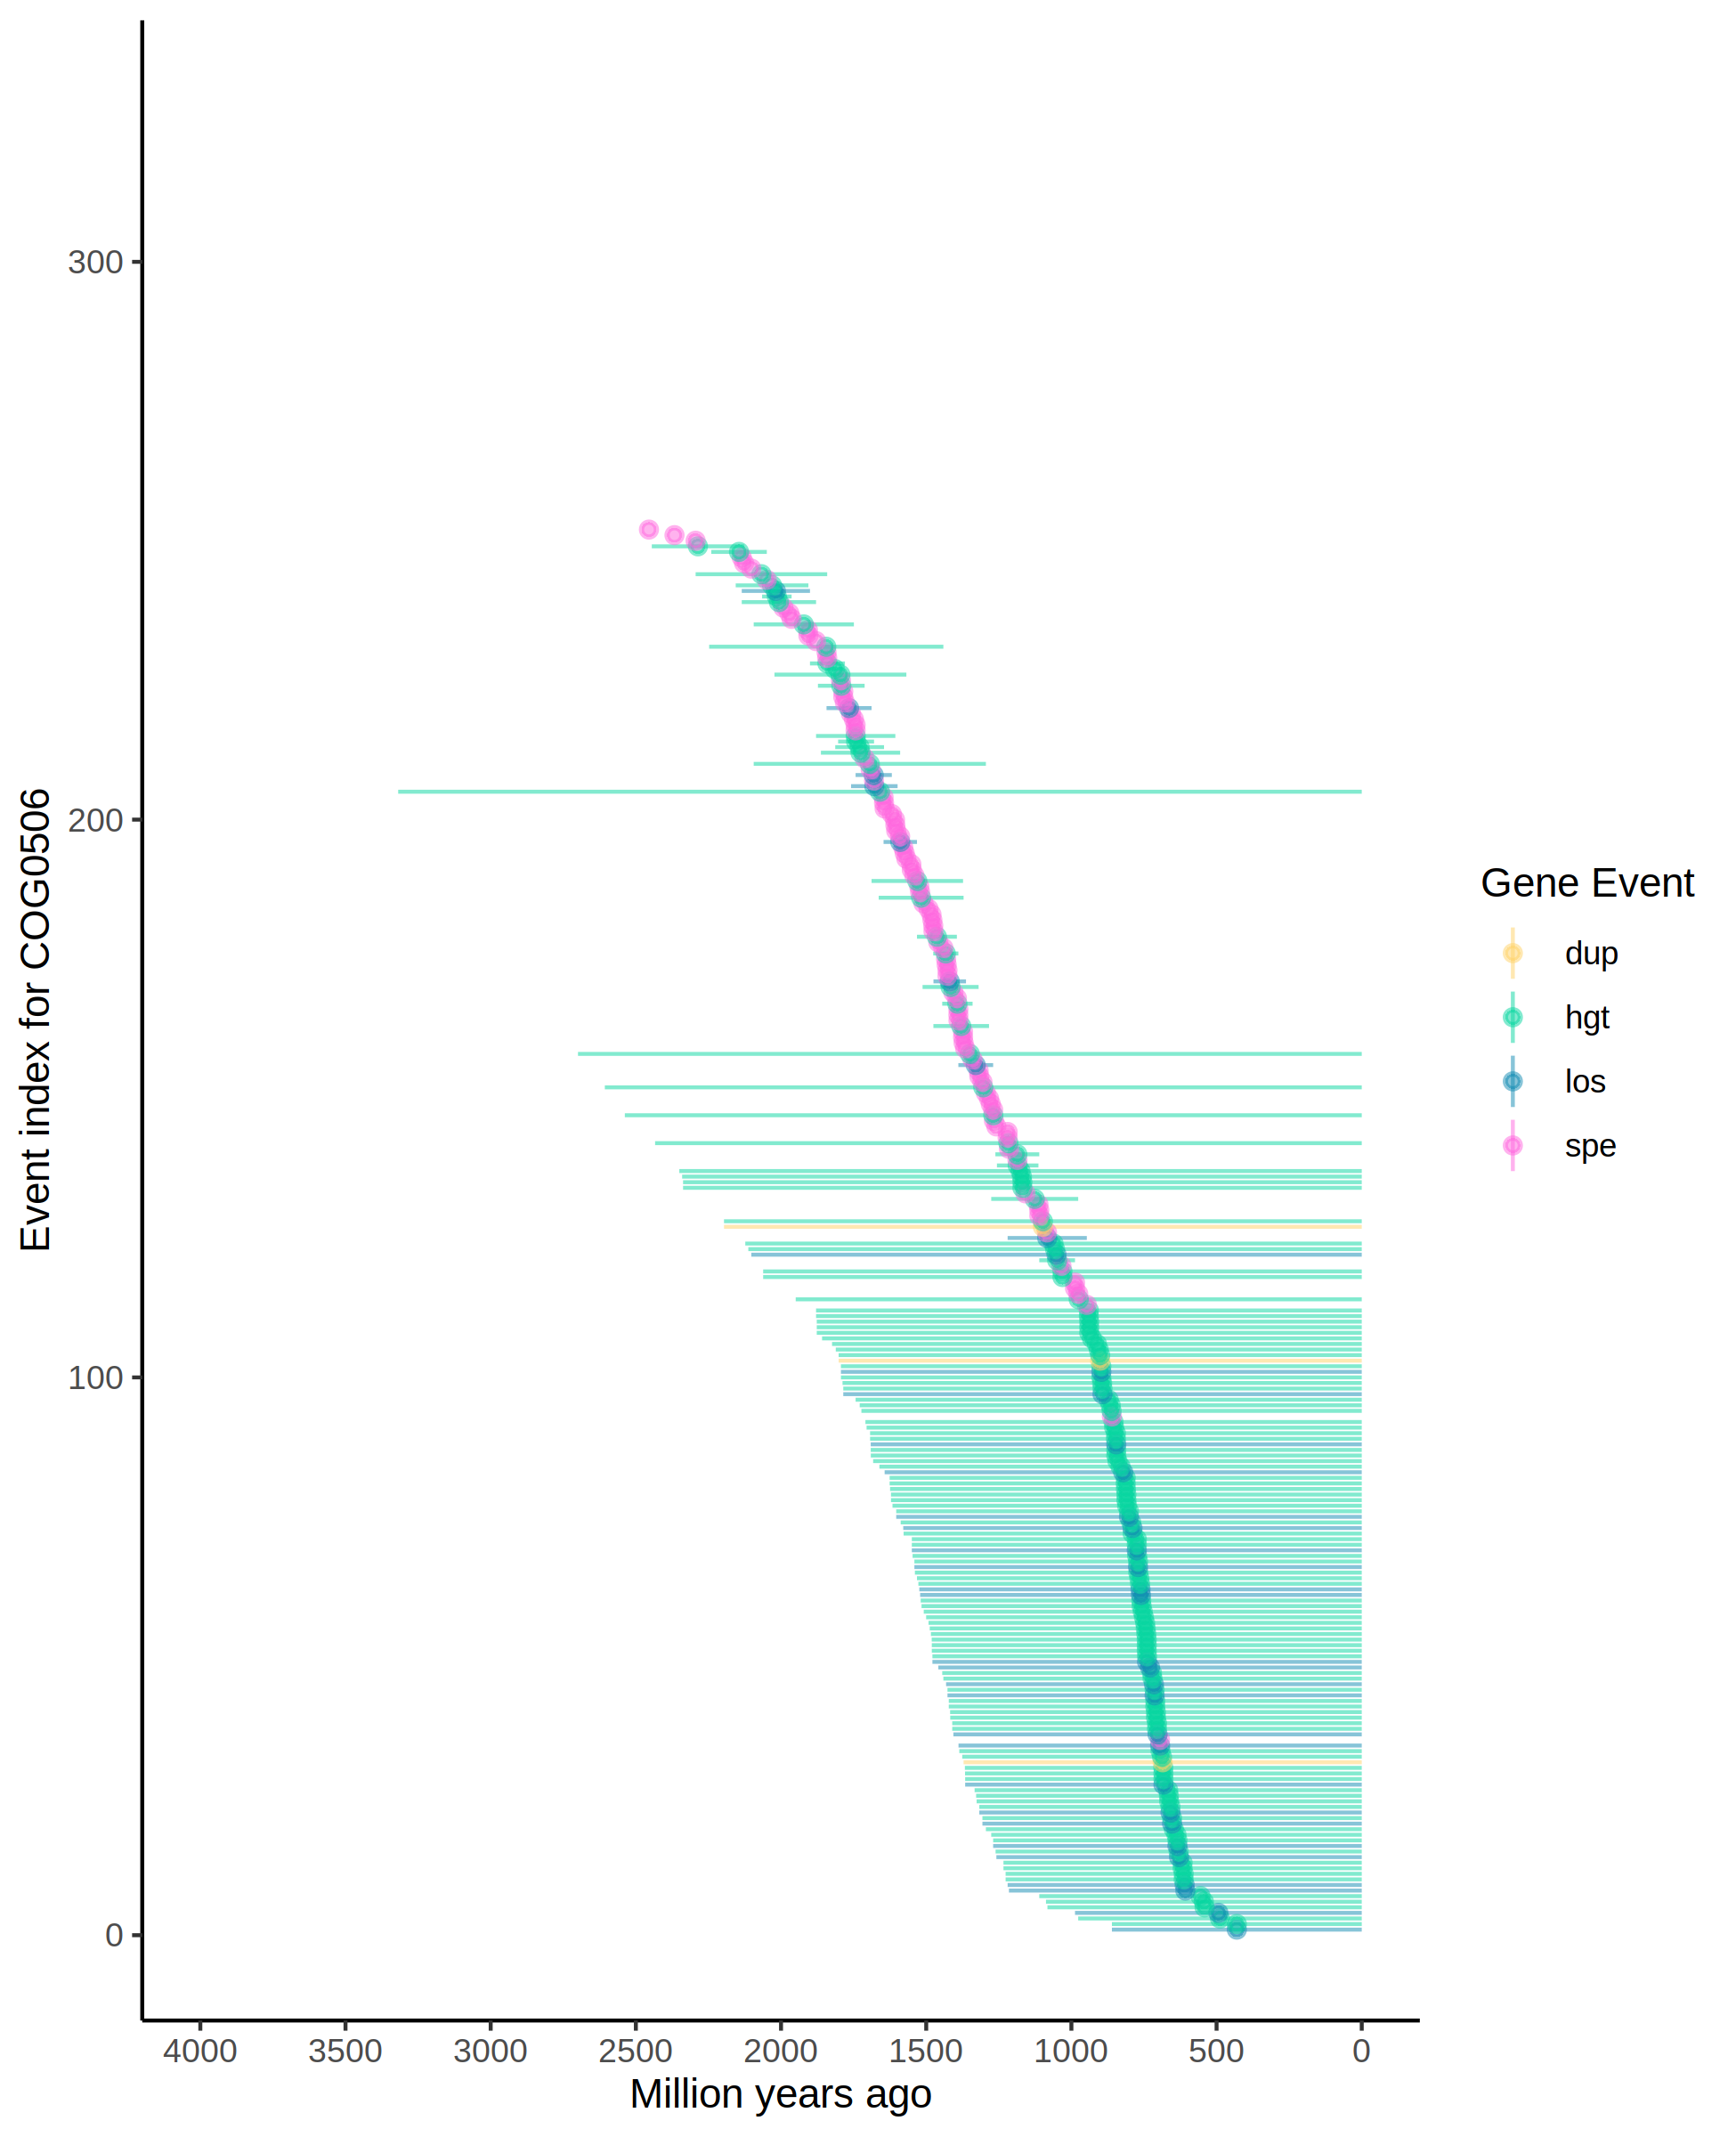 Event index for COG0506
300
200
100
0
4000 3500 3000 2500 2000 1500 1000 500 0
Million years ago
Gene Event
dup
hgt
los
spe